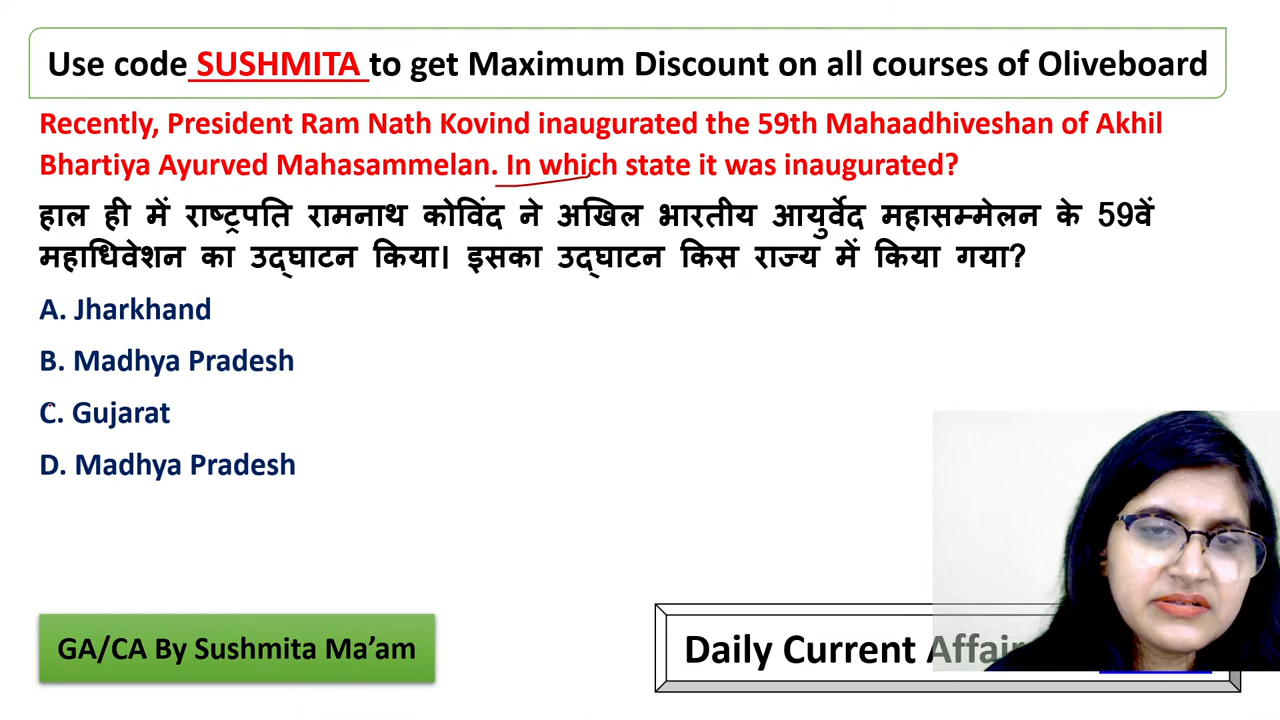 Use code SUSHMITA to get Maximum Discount on all courses of Oliveboard
Recently, President Ram Nath Kovind inaugurated the 59th Mahaadhiveshan of Akhil
Bhartiya Ayurved Mahasammelan. In which state it was inaugurated?
हाल ही में राष्ट्रपति रामनाथ कोविंद ने अखिल भारतीय आयुर्वेद महासम्मेलन के 59वें
महाधिवेशन का उद्घाटन किया। इसका उद्घाटन किस राज्य में किया गया?
A. Jharkhand
B. Madhya Pradesh
C. Gujarat
D. Madhya Pradesh
GA/CA By Sushmita Ma’am
Daily Current Affair